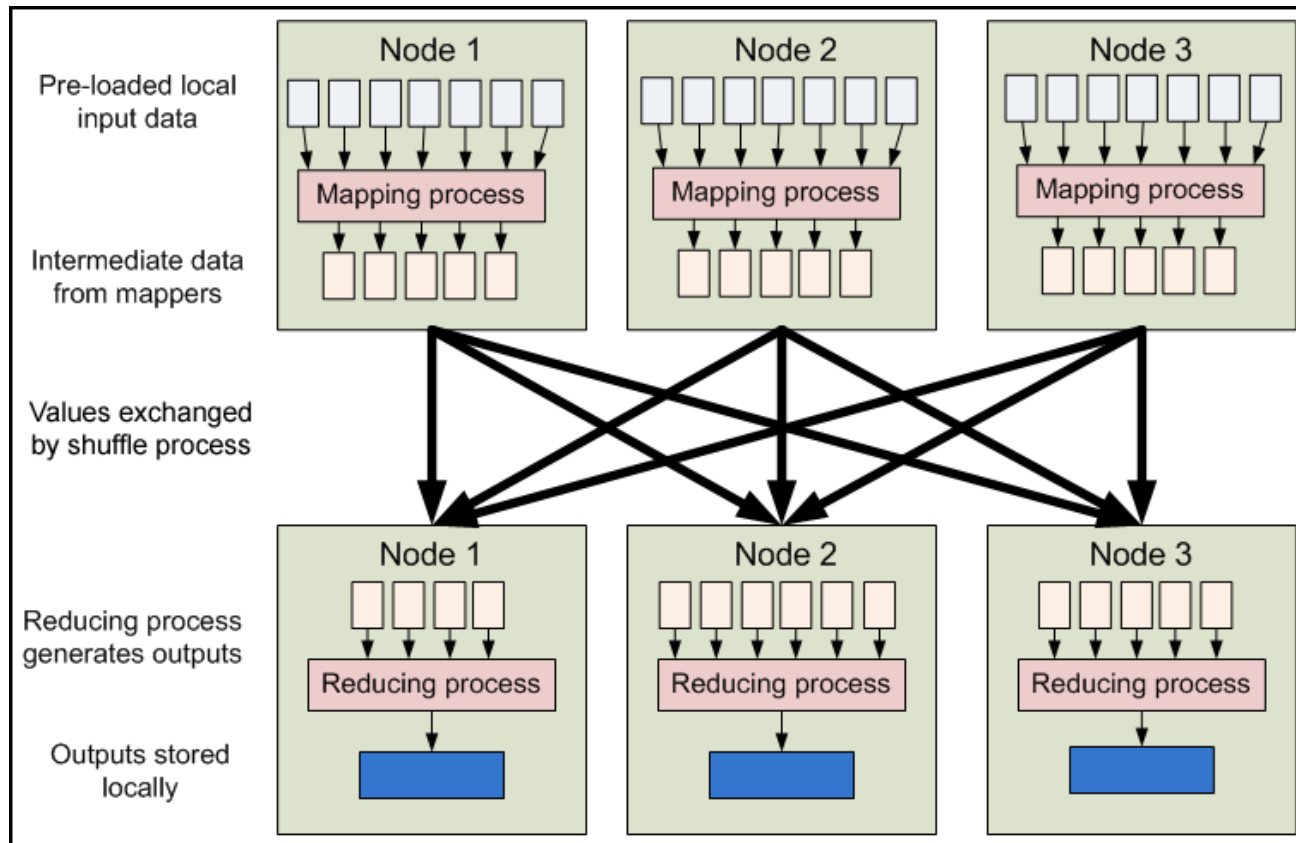 Node 1
Node 2
Node 3
Pre-loaded local
input data
Mapping process
Mapping process
Mapping process
Intermediate data
from mappers
Values exchanged
by shuffle process
Node 1
Node 2
Node 3
Reducing process
generates outputs
Reducing process
Reducing process
Reducing process
Outputs stored
locally